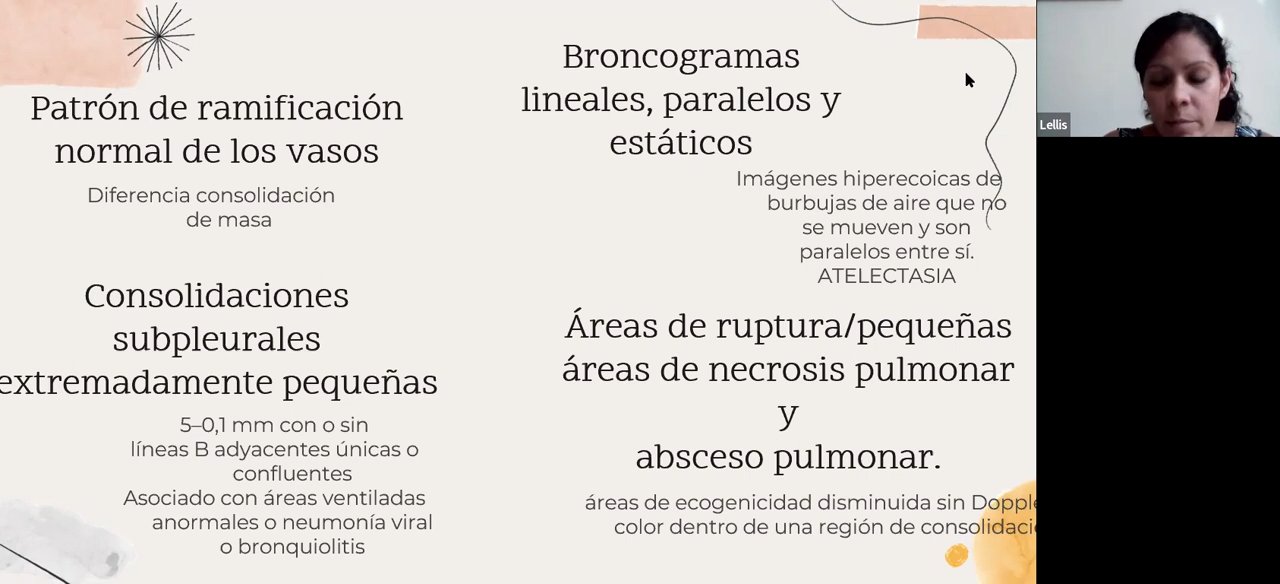 Patrón de ramificación
normal de los vasos
Diferencia consolidación
de masa
Broncogramas
lineales, paralelos y
estáticos
Imágenes hiperecoicas de
burbujas de aire que no
se mueven y son
paralelos entre sí.
ATELECTASIA
Consolidaciones
subpleurales
extremadamente pequeñas
5–0,1 mm con o sin
líneas B adyacentes únicas o
confluentes
Asociado con áreas ventiladas
anormales o neumonía viral
o bronquiolitis
Áreas de ruptura/pequeñas
áreas de necrosis pulmonar
y
absceso pulmonar.
áreas de ecogenicidad disminuida sin Dopple
color dentro de una región de consolidaci
Lellis